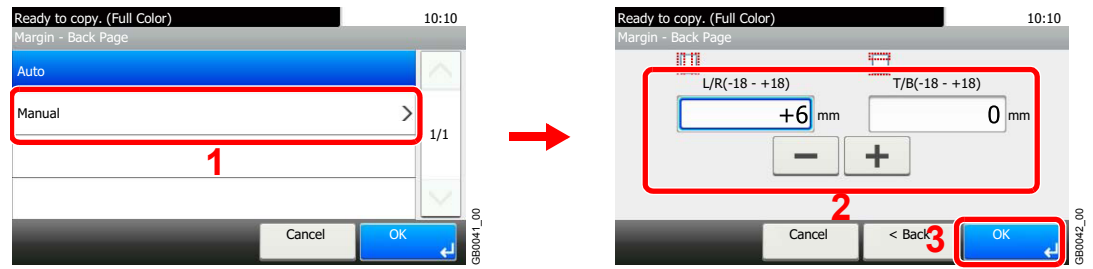 Ready to copy. (Full Color) 10:10
Margin - Back Page
Auto
Manual >
1/1
1
Cancel OK
GB0041_00
Ready to copy. (Full Color) 10:10
Margin - Back Page
L/R(-18 - +18) T/B(-18 - +18)
+6 mm 0 mm
− +
2
Cancel < Back 3 OK
GB0042_00